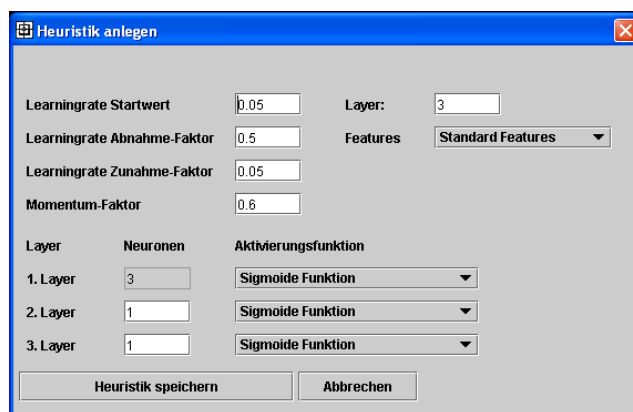 Heuristik anlegen
Learningrate Startwert 0.05 Layer: 3
Learningrate Abnahme-Faktor 0.5 Features Standard Features
Learningrate Zunahme-Faktor 0.05
Momentum-Faktor 0.6
Layer Neuronen Aktivierungsfunktion
1. Layer 3 Sigmoide Funktion
2. Layer 1 Sigmoide Funktion
3. Layer 1 Sigmoide Funktion
Heuristik speichern Abbrechen